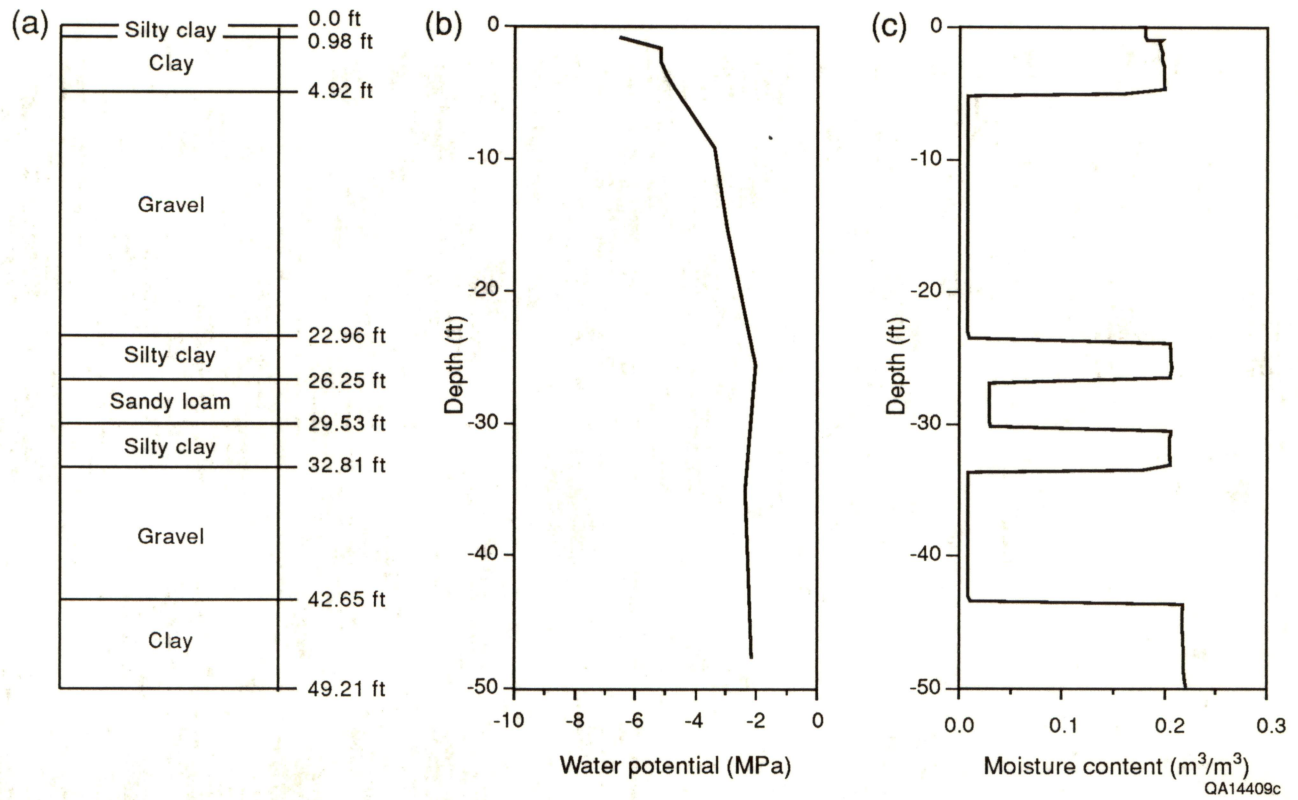 (a)
0.0 ft
Silty clay
0.98 ft
Clay
4.92 ft
Gravel
22.96 ft
Silty clay
26.25 ft
Sandy loam
29.53 ft
Silty clay
32.81 ft
Gravel
42.65 ft
Clay
49.21 ft
(b)
0
-10
-20
-30
-40
-50
Depth (ft)
-10 -8 -6 -4 -2 0
Water potential (MPa)
(c)
0
-10
-20
-30
-40
-50
Depth (ft)
0.0 0.1 0.2 0.3
Moisture content (m³/m³)
QA14409c